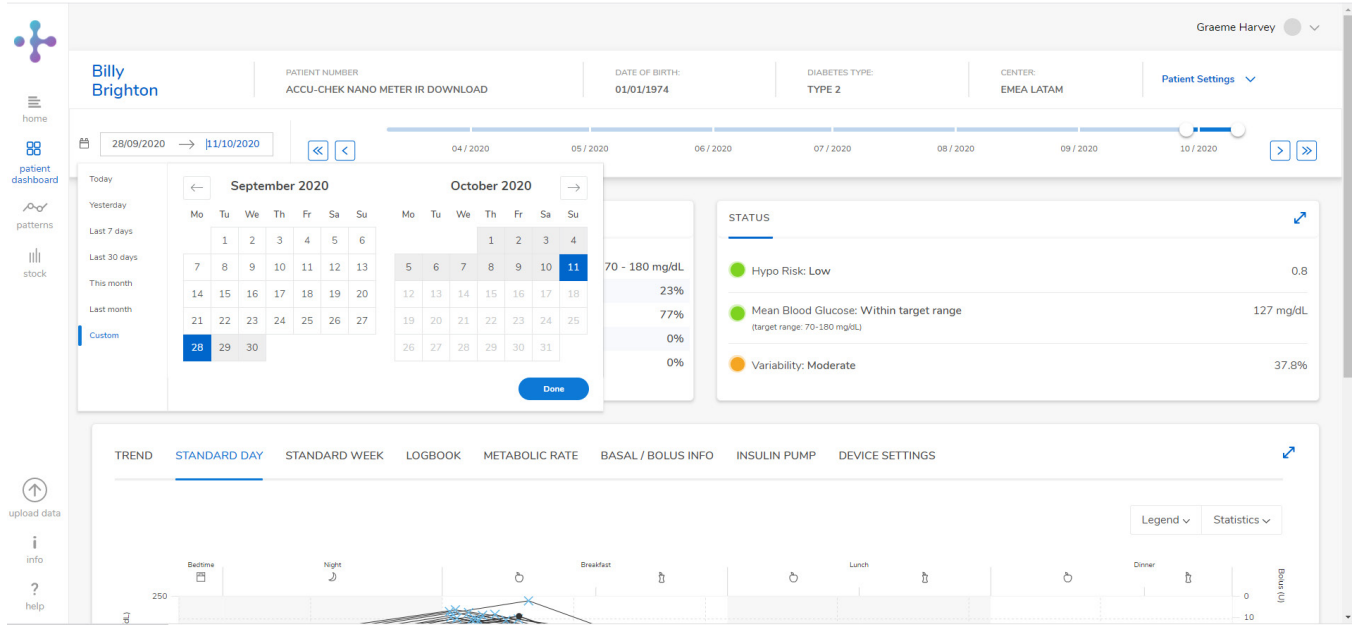 Graeme Harvey
Billy
Brighton
PATIENT NUMBER
ACCU-CHEK NANO METER IR DOWNLOAD
DATE OF BIRTH:
01/01/1974
DIABETES TYPE:
TYPE 2
CENTER:
EMEA LATAM
Patient Settings
home
patient
dashboard
patterns
stock
upload data
info
help
28/09/2020 → 11/10/2020
04 / 2020 05 / 2020 06 / 2020 07 / 2020 08 / 2020 09 / 2020 10 / 2020
Today
Yesterday
Last 7 days
Last 30 days
This month
Last month
Custom
September 2020
Mo Tu We Th Fr Sa Su
1 2 3 4 5 6
7 8 9 10 11 12 13
14 15 16 17 18 19 20
21 22 23 24 25 26 27
28 29 30
October 2020
Mo Tu We Th Fr Sa Su
1 2 3 4
5 6 7 8 9 10 11
12 13 14 15 16 17 18
19 20 21 22 23 24 25
26 27 28 29 30 31
Done
70 - 180 mg/dL
23%
77%
0%
0%
STATUS
Hypo Risk: Low 0.8
Mean Blood Glucose: Within target range 127 mg/dL
(target range: 70-180 mg/dL)
Variability: Moderate 37.8%
TREND STANDARD DAY STANDARD WEEK LOGBOOK METABOLIC RATE BASAL / BOLUS INFO INSULIN PUMP DEVICE SETTINGS
Legend Statistics
Bedtime Night Breakfast Lunch Dinner
250
0
10
Bolus (U)